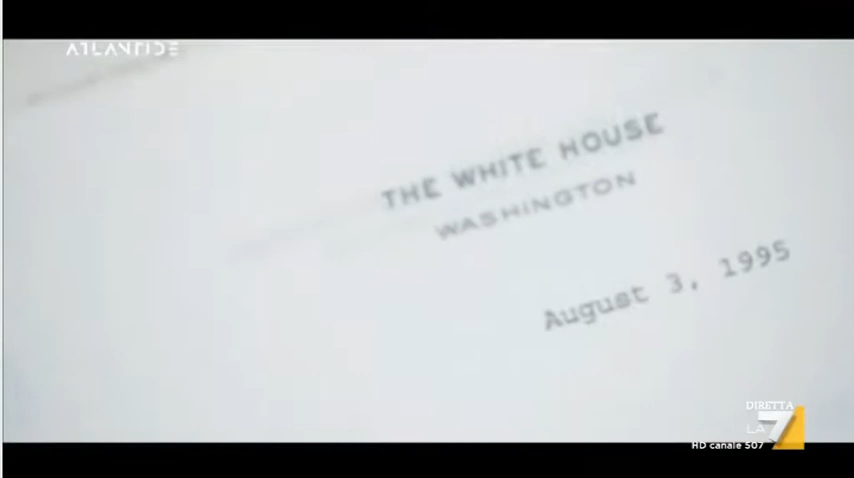 ATLANTIDE
THE WHITE HOUSE
WASHINGTON
August 3, 1995
DIRETTA
LA 7
HD canale 507